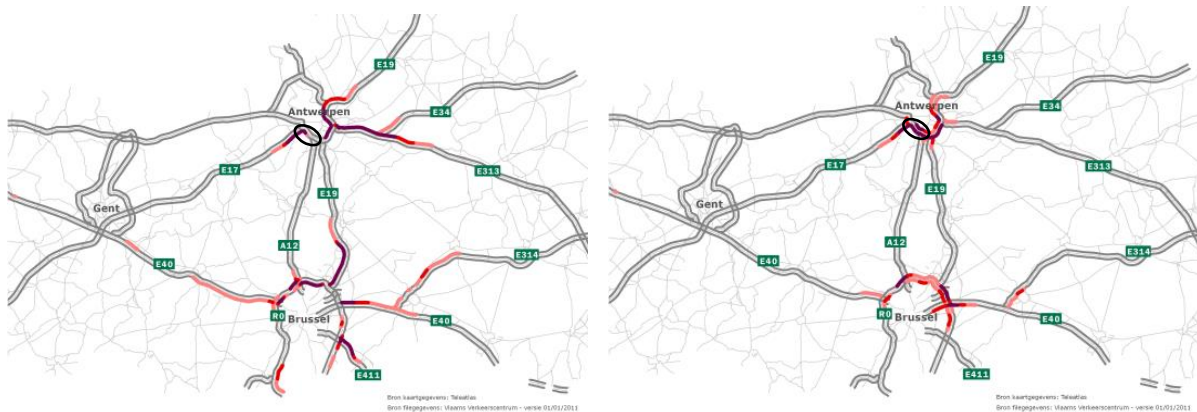 E19
Antwerpen
E34
E17
E313
E19
Gent
A12
E314
E40
R0
Brussel
E40
E411
Bron kaartgegevens: Teleatlas
Bron filegegevens: Vlaams Verkeerscentrum - versie 01/01/2011
E19
Antwerpen
E34
E17
E313
E19
Gent
A12
E314
E40
R0
Brussel
E40
E411
Bron kaartgegevens: Teleatlas
Bron filegegevens: Vlaams Verkeerscentrum - versie 01/01/2011